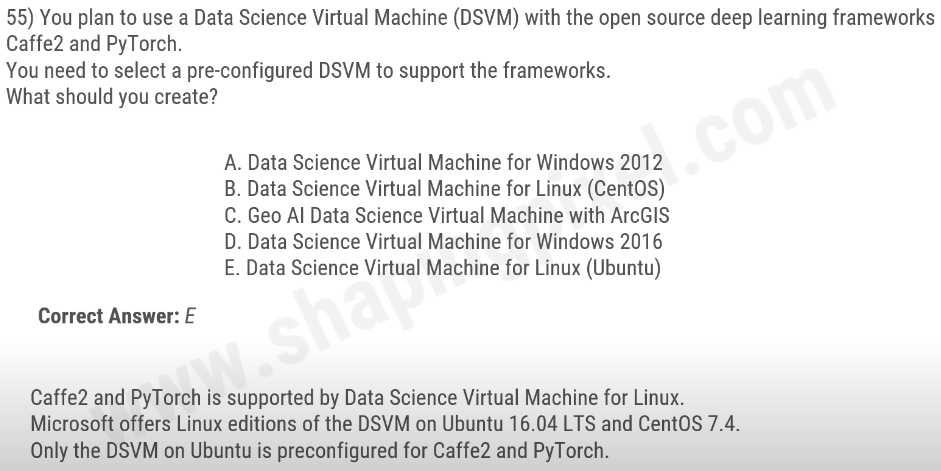 55) You plan to use a Data Science Virtual Machine (DSVM) with the open source deep learning frameworks
Caffe2 and PyTorch.
You need to select a pre-configured DSVM to support the frameworks.
What should you create?
A. Data Science Virtual Machine for Windows 2012
B. Data Science Virtual Machine for Linux (CentOS)
C. Geo AI Data Science Virtual Machine with ArcGIS
D. Data Science Virtual Machine for Windows 2016
E. Data Science Virtual Machine for Linux (Ubuntu)
Correct Answer: E
Caffe2 and PyTorch is supported by Data Science Virtual Machine for Linux.
Microsoft offers Linux editions of the DSVM on Ubuntu 16.04 LTS and CentOS 7.4.
Only the DSVM on Ubuntu is preconfigured for Caffe2 and PyTorch.
www.shapingpixel.com